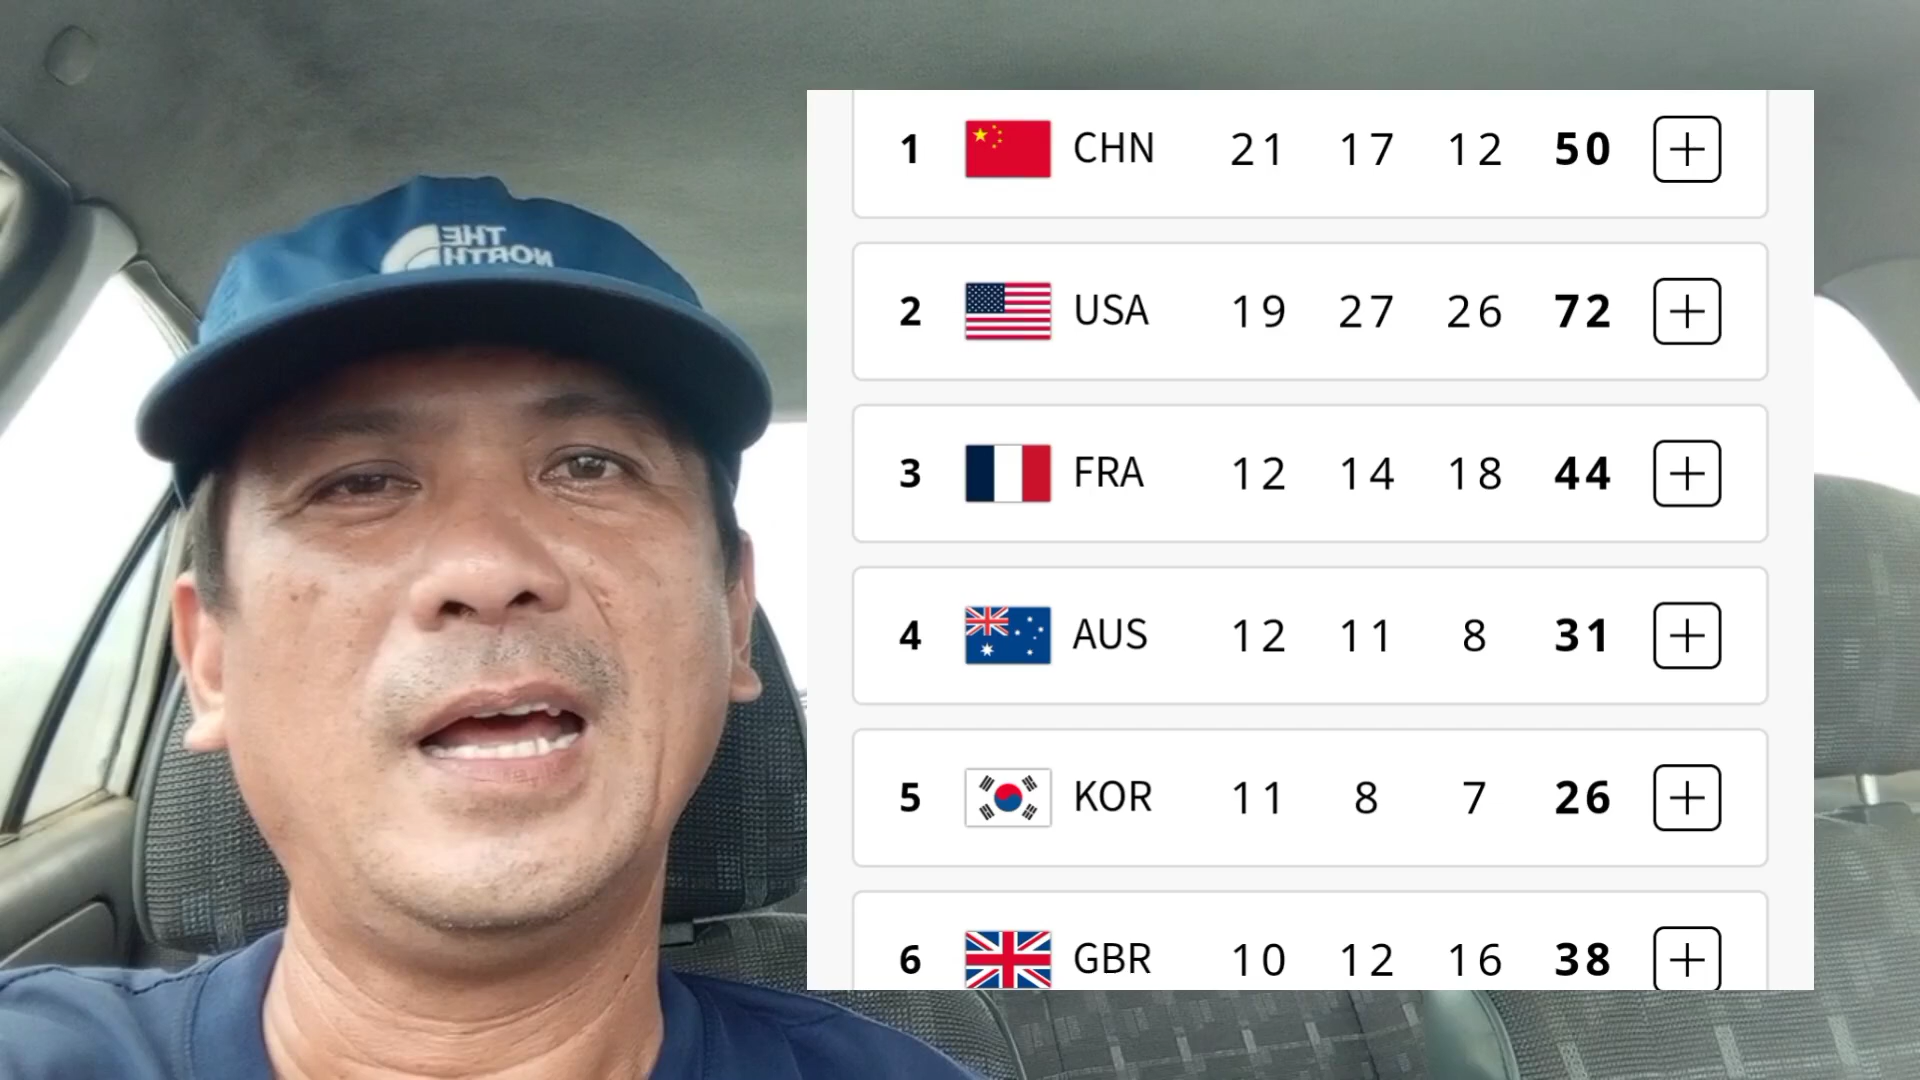 THE
NORTH
1 CHN 21 17 12 50
2 USA 19 27 26 72
3 FRA 12 14 18 44
4 AUS 12 11 8 31
5 KOR 11 8 7 26
6 GBR 10 12 16 38